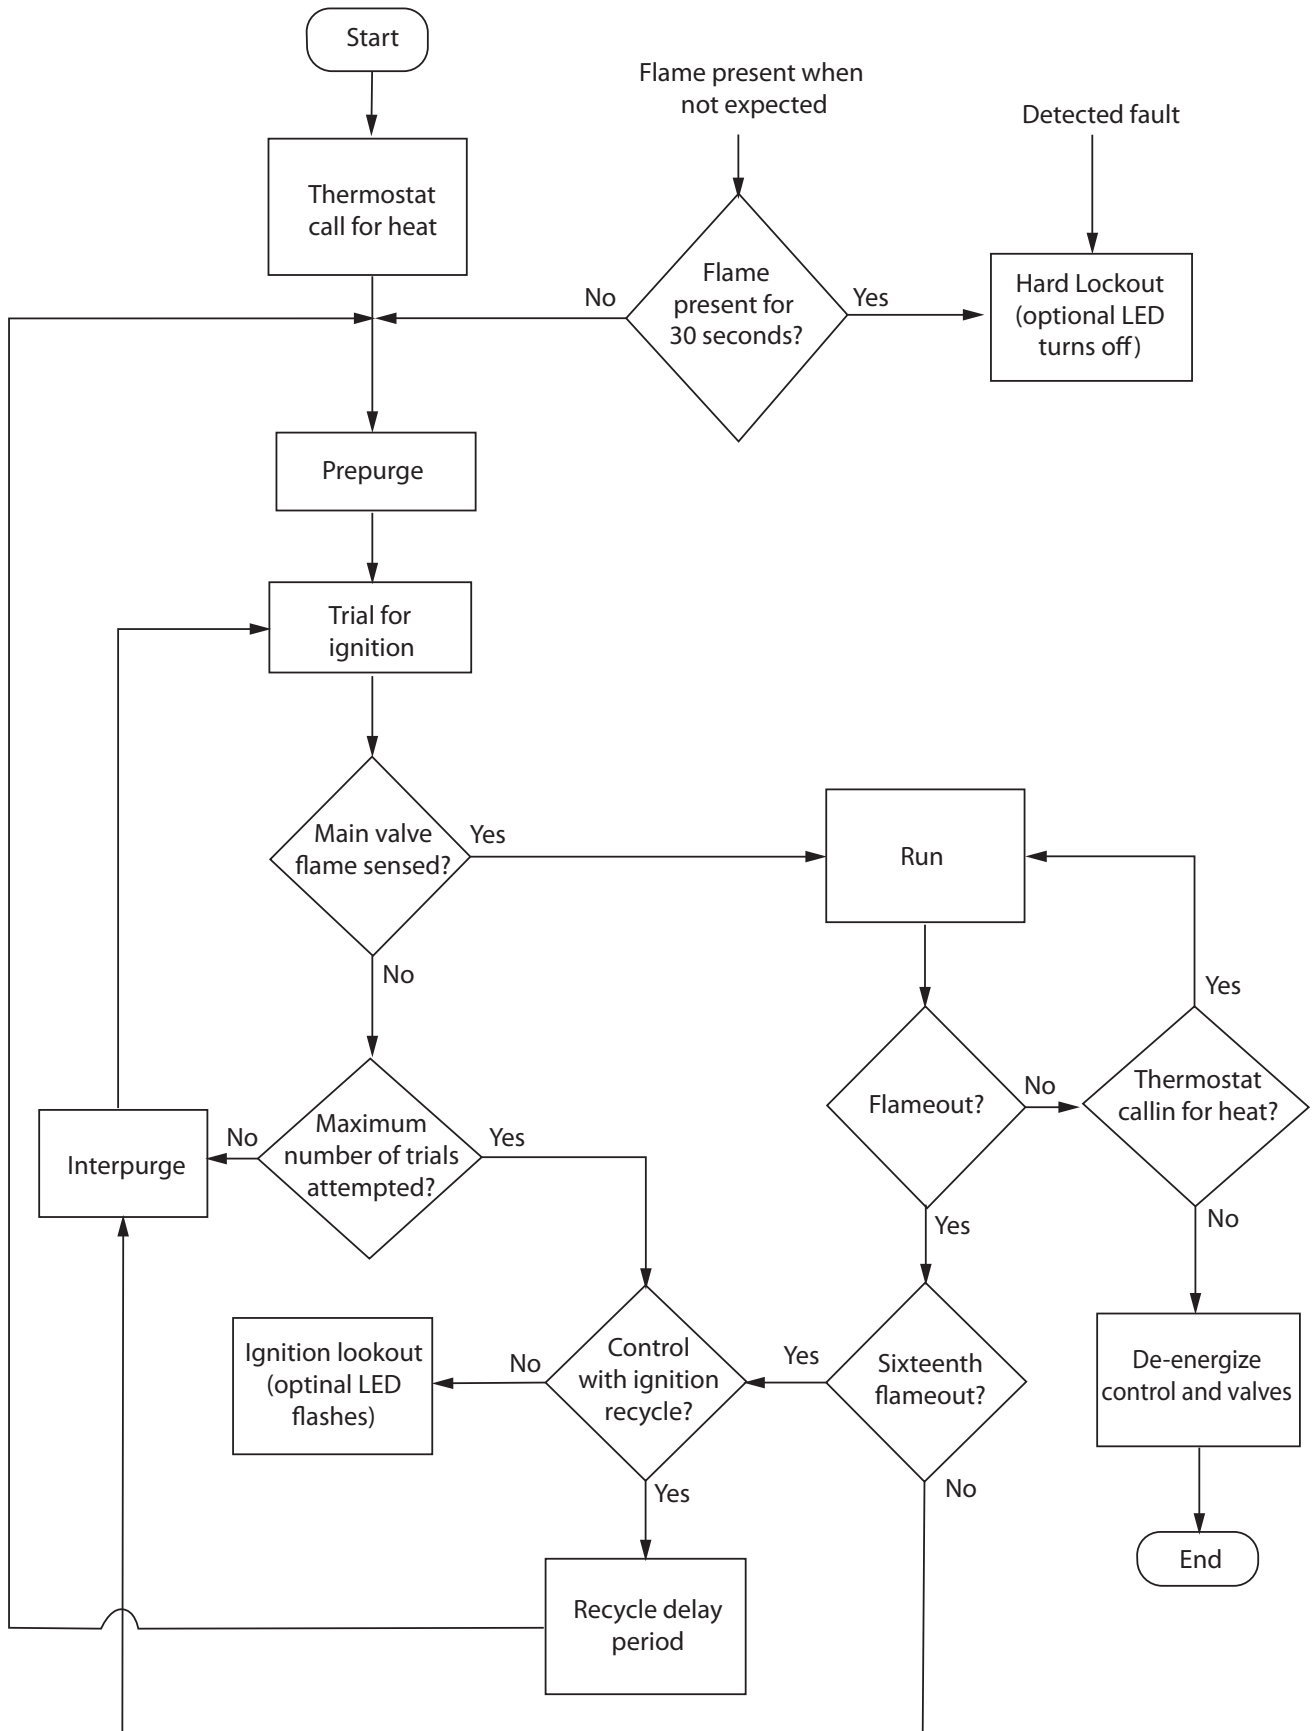 Start
Flame present when
not expected
Detected fault
Thermostat
call for heat
Flame
present for
30 seconds?
No
Yes
Hard Lockout
(optional LED
turns off)
Prepurge
Trial for
ignition
Main valve
flame sensed?
Yes
No
Run
Yes
Flameout?
No
Thermostat
callin for heat?
Yes
No
Interpurge
No
Maximum
number of trials
attempted?
Yes
Ignition lookout
(optinal LED
flashes)
No
Control
with ignition
recycle?
Yes
Sixteenth
flameout?
De-energize
control and valves
Yes
No
Recycle delay
period
End